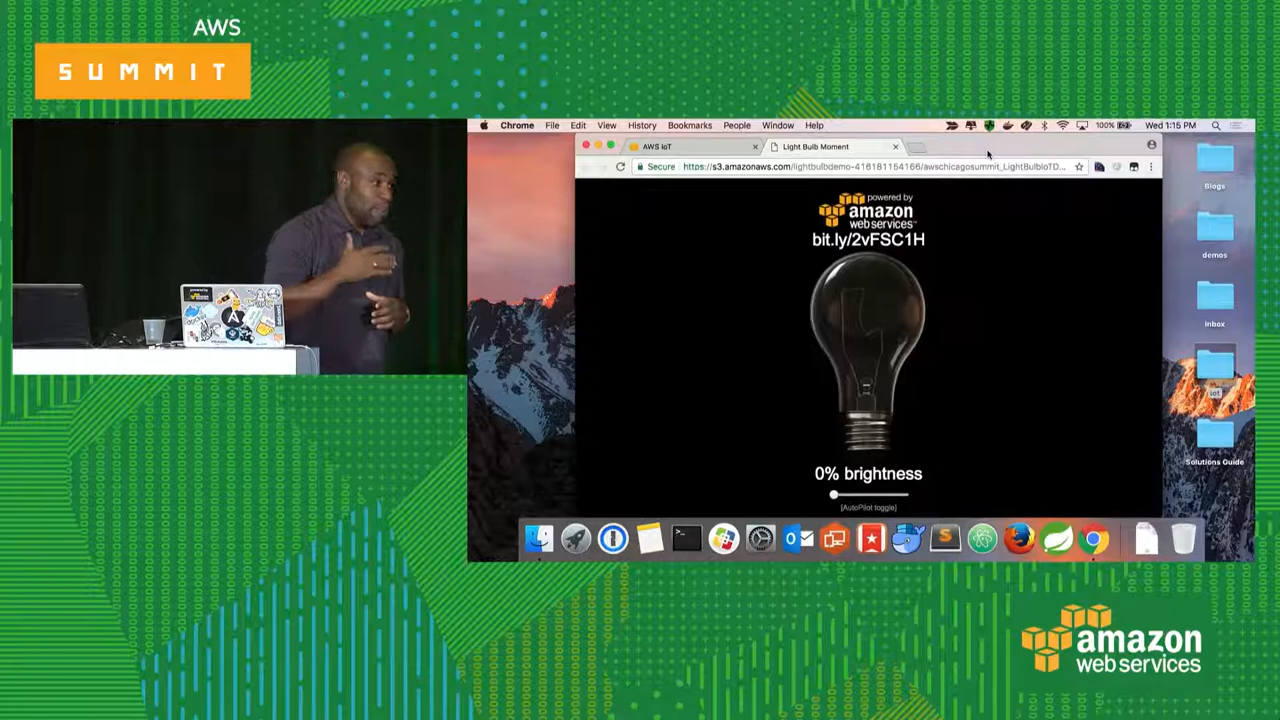 AWS
SUMMIT
Chrome File Edit View History Bookmarks People Window Help
100%
Wed 1:15 PM
AWS IoT
Light Bulb Moment
Secure
https://s3.amazonaws.com/lightbulbdemo-416181154166/awschicagosummit_LightBulbIoTD...
powered by
amazon
web services™
bit.ly/2vFSC1H
0% brightness
[AutoPilot toggle]
Blogs
demos
inbox
iot
Solutions Guide
amazon
web services